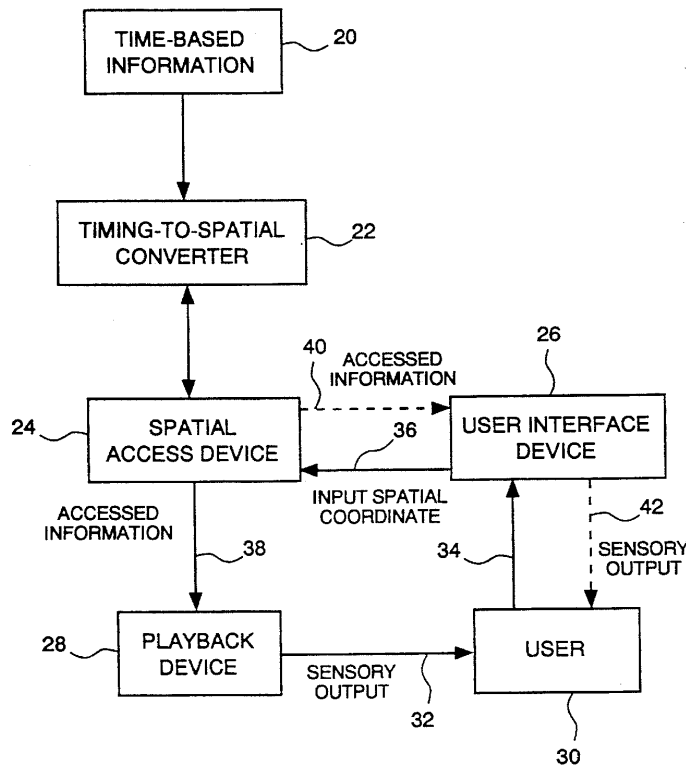 TIME-BASED
INFORMATION
20
TIMING-TO-SPATIAL
CONVERTER
22
40
ACCESSED
INFORMATION
26
24
SPATIAL
ACCESS DEVICE
USER INTERFACE
DEVICE
36
INPUT SPATIAL
COORDINATE
ACCESSED
INFORMATION
38
34
42
SENSORY
OUTPUT
28
PLAYBACK
DEVICE
SENSORY
OUTPUT
32
USER
30